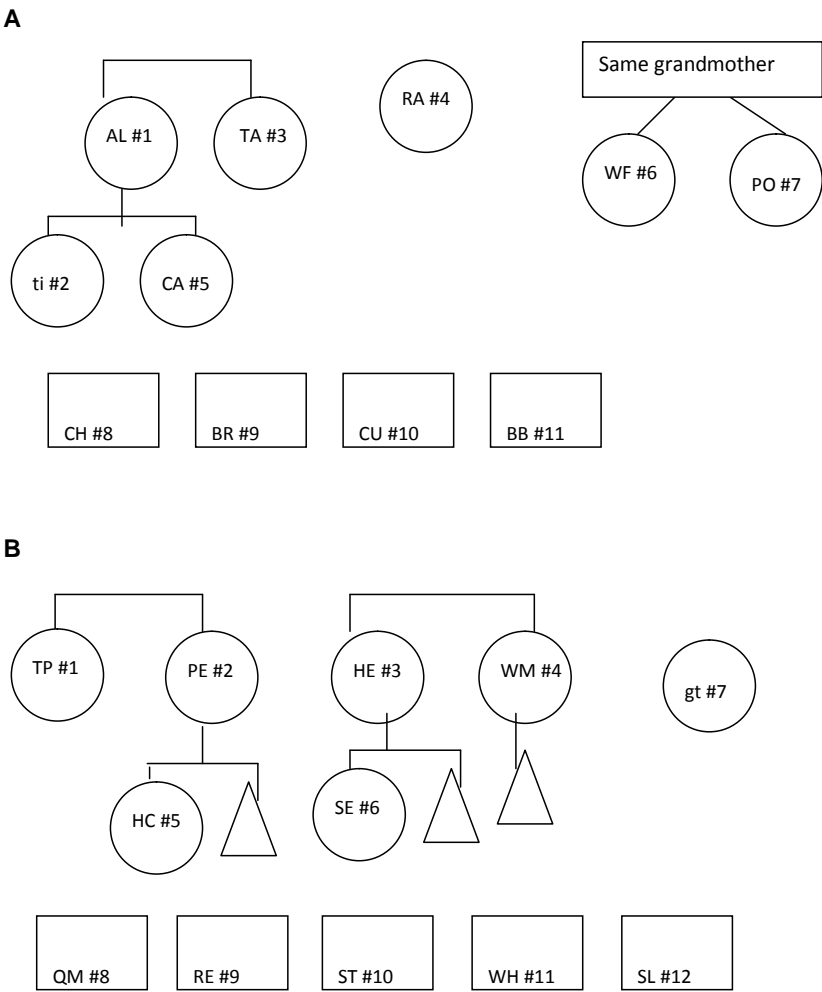 A
Same grandmother
RA #4
AL #1
TA #3
WF #6
PO #7
ti #2
CA #5
CH #8
BR #9
CU #10
BB #11
B
TP #1
PE #2
HE #3
WM #4
gt #7
HC #5
SE #6
QM #8
RE #9
ST #10
WH #11
SL #12